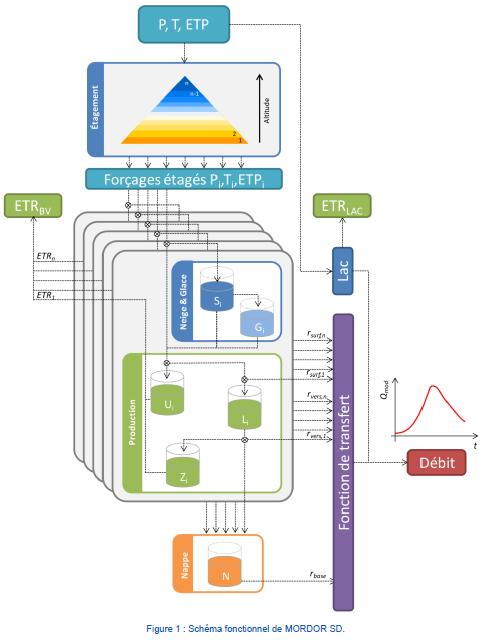 P, T, ETP
Étagement
n
n-1
2
1
Altitude
Forçages étagés Pi,Ti,ETPi
ETRBV
ETRLAC
ETRn
ETR1
Lac
Neige & Glace
Si
Gi
rsurf,n
rsurf,1
Production
Ui
Li
Zi
rvers,n
rvers,1
Fonction de transfert
Qmod
t
Débit
Nappe
N
rbase
Figure 1 : Schéma fonctionnel de MORDOR SD.